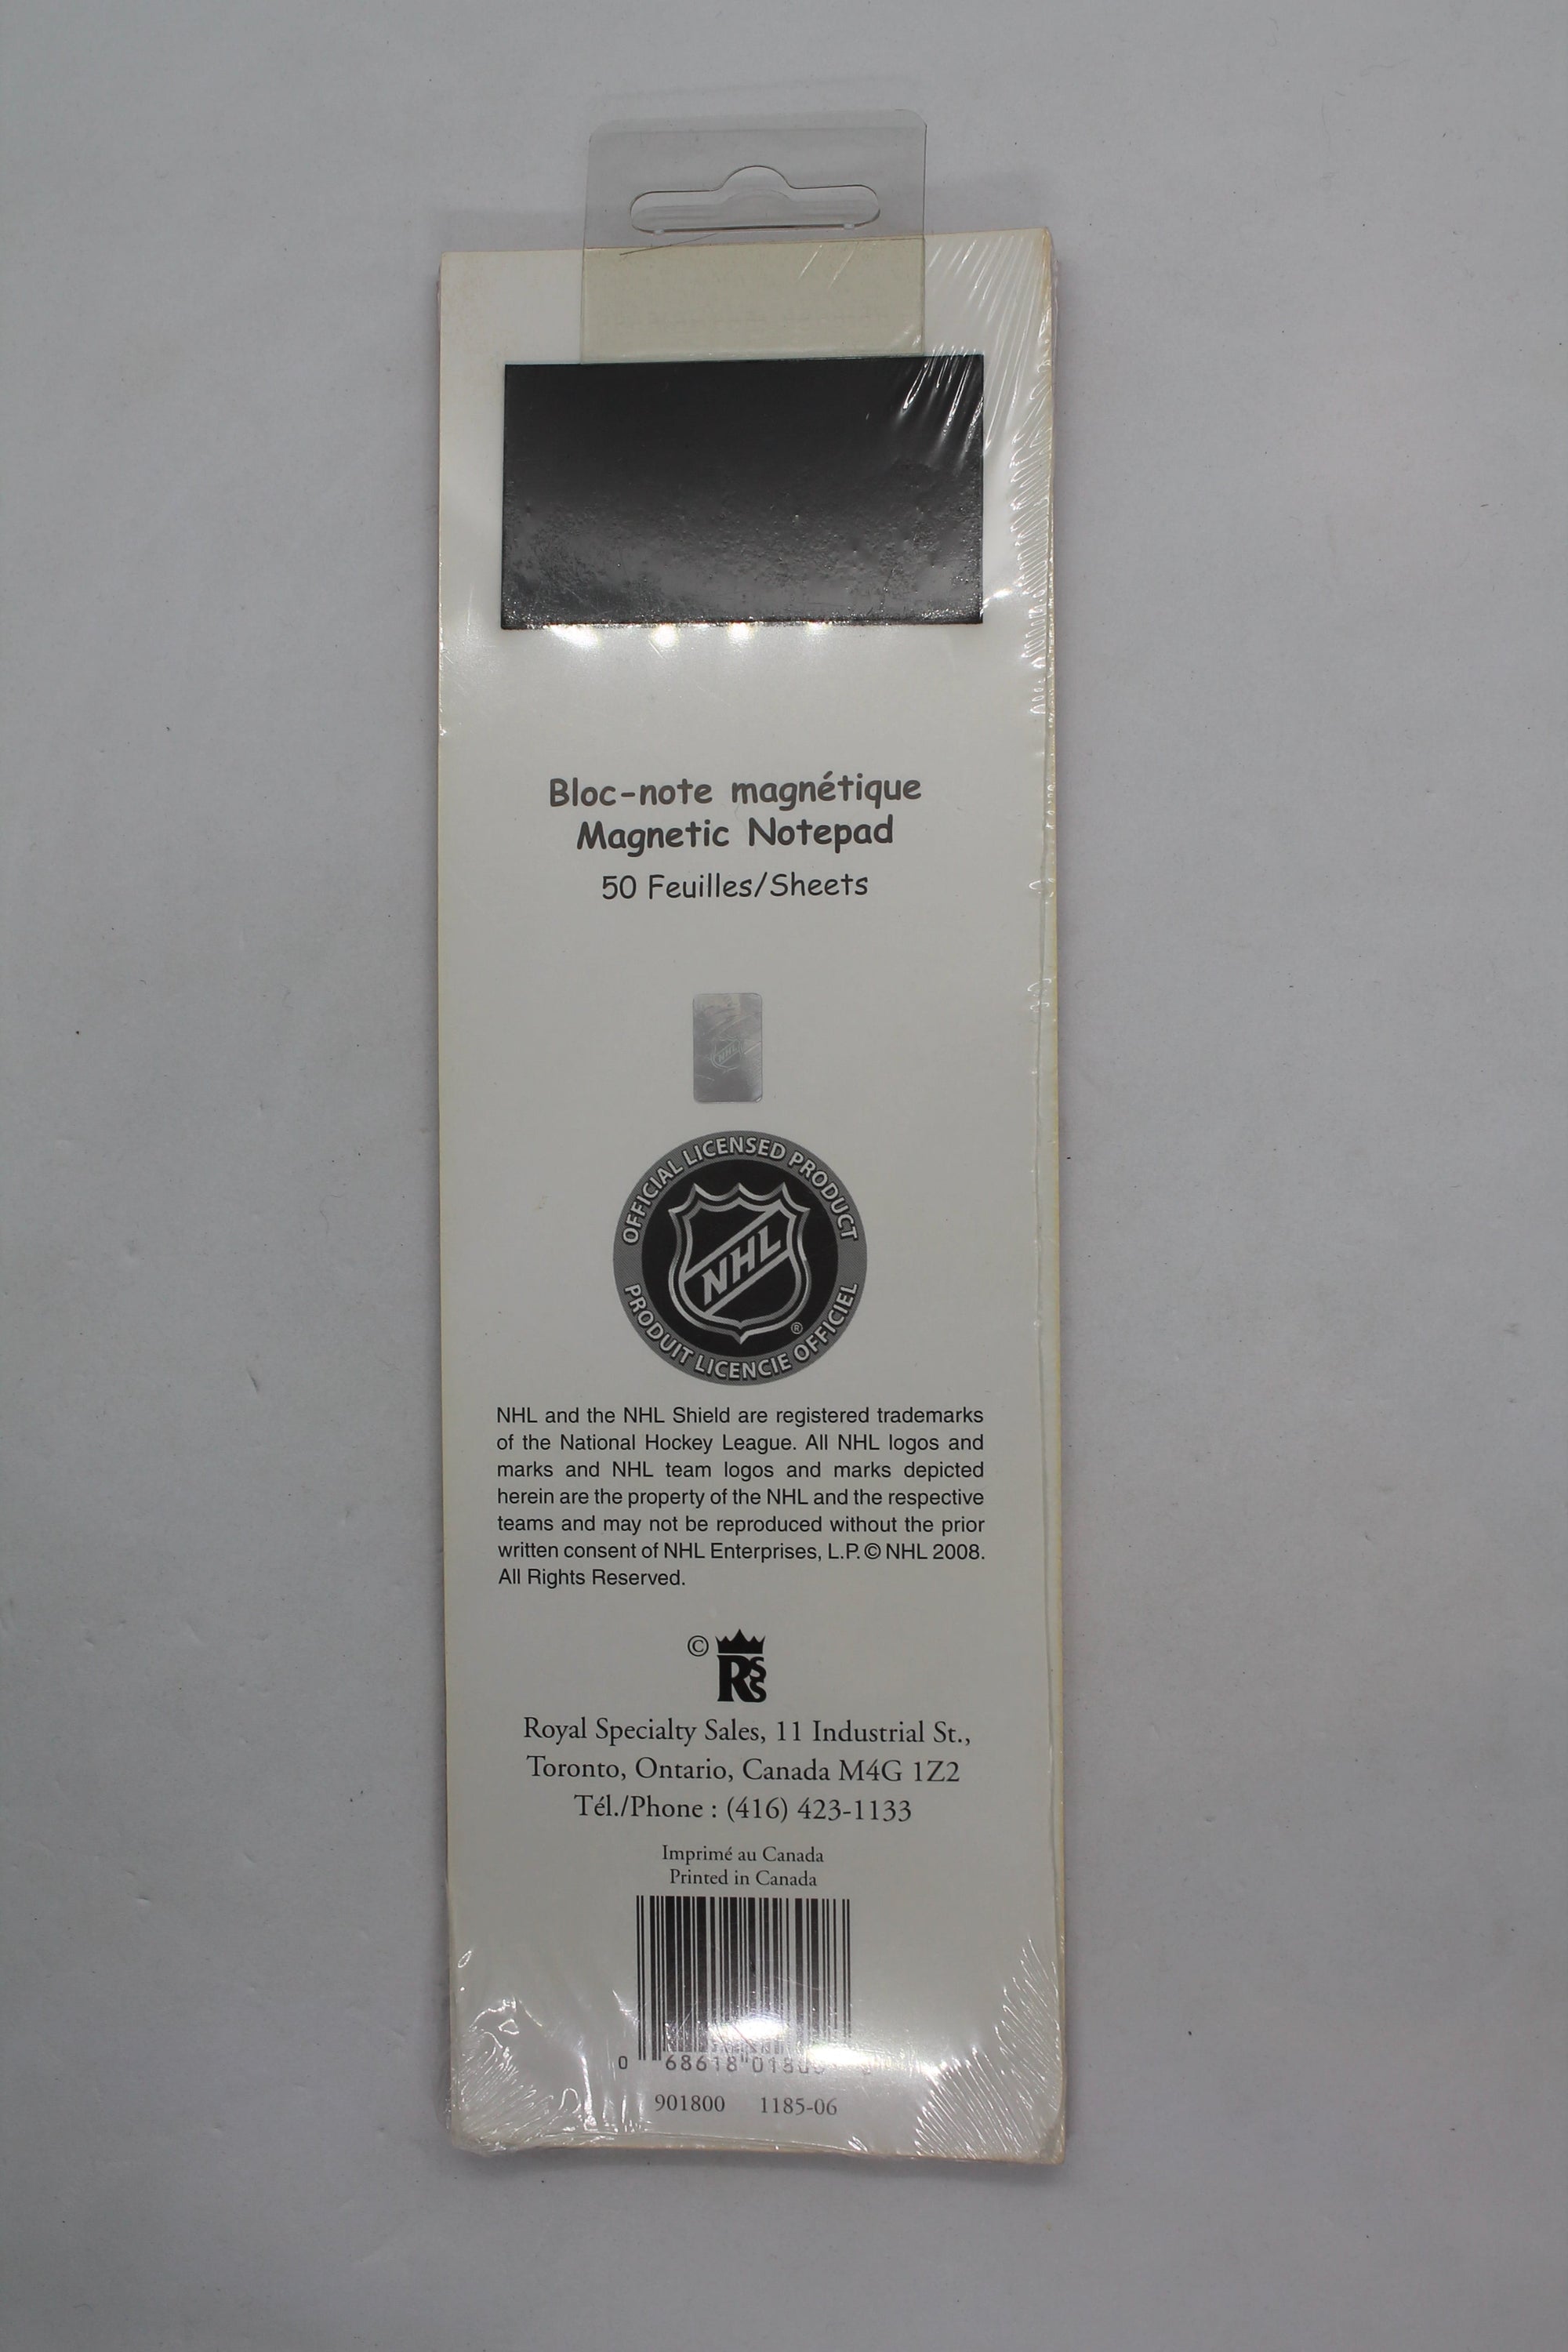 Bloc-note magnétique
Magnetic Notepad
50 Feuilles/Sheets
NHL
OFFICIAL LICENSED PRODUCT
NHL
®
PRODUIT LICENCIE OFFICIEL
NHL and the NHL Shield are registered trademarks
of the National Hockey League. All NHL logos and
marks and NHL team logos and marks depicted
herein are the property of the NHL and the respective
teams and may not be reproduced without the prior
written consent of NHL Enterprises, L.P. © NHL 2008.
All Rights Reserved.
© RSS
Royal Specialty Sales, 11 Industrial St.,
Toronto, Ontario, Canada M4G 1Z2
Tél./Phone : (416) 423-1133
Imprimé au Canada
Printed in Canada
0 68618
901800 1185-06